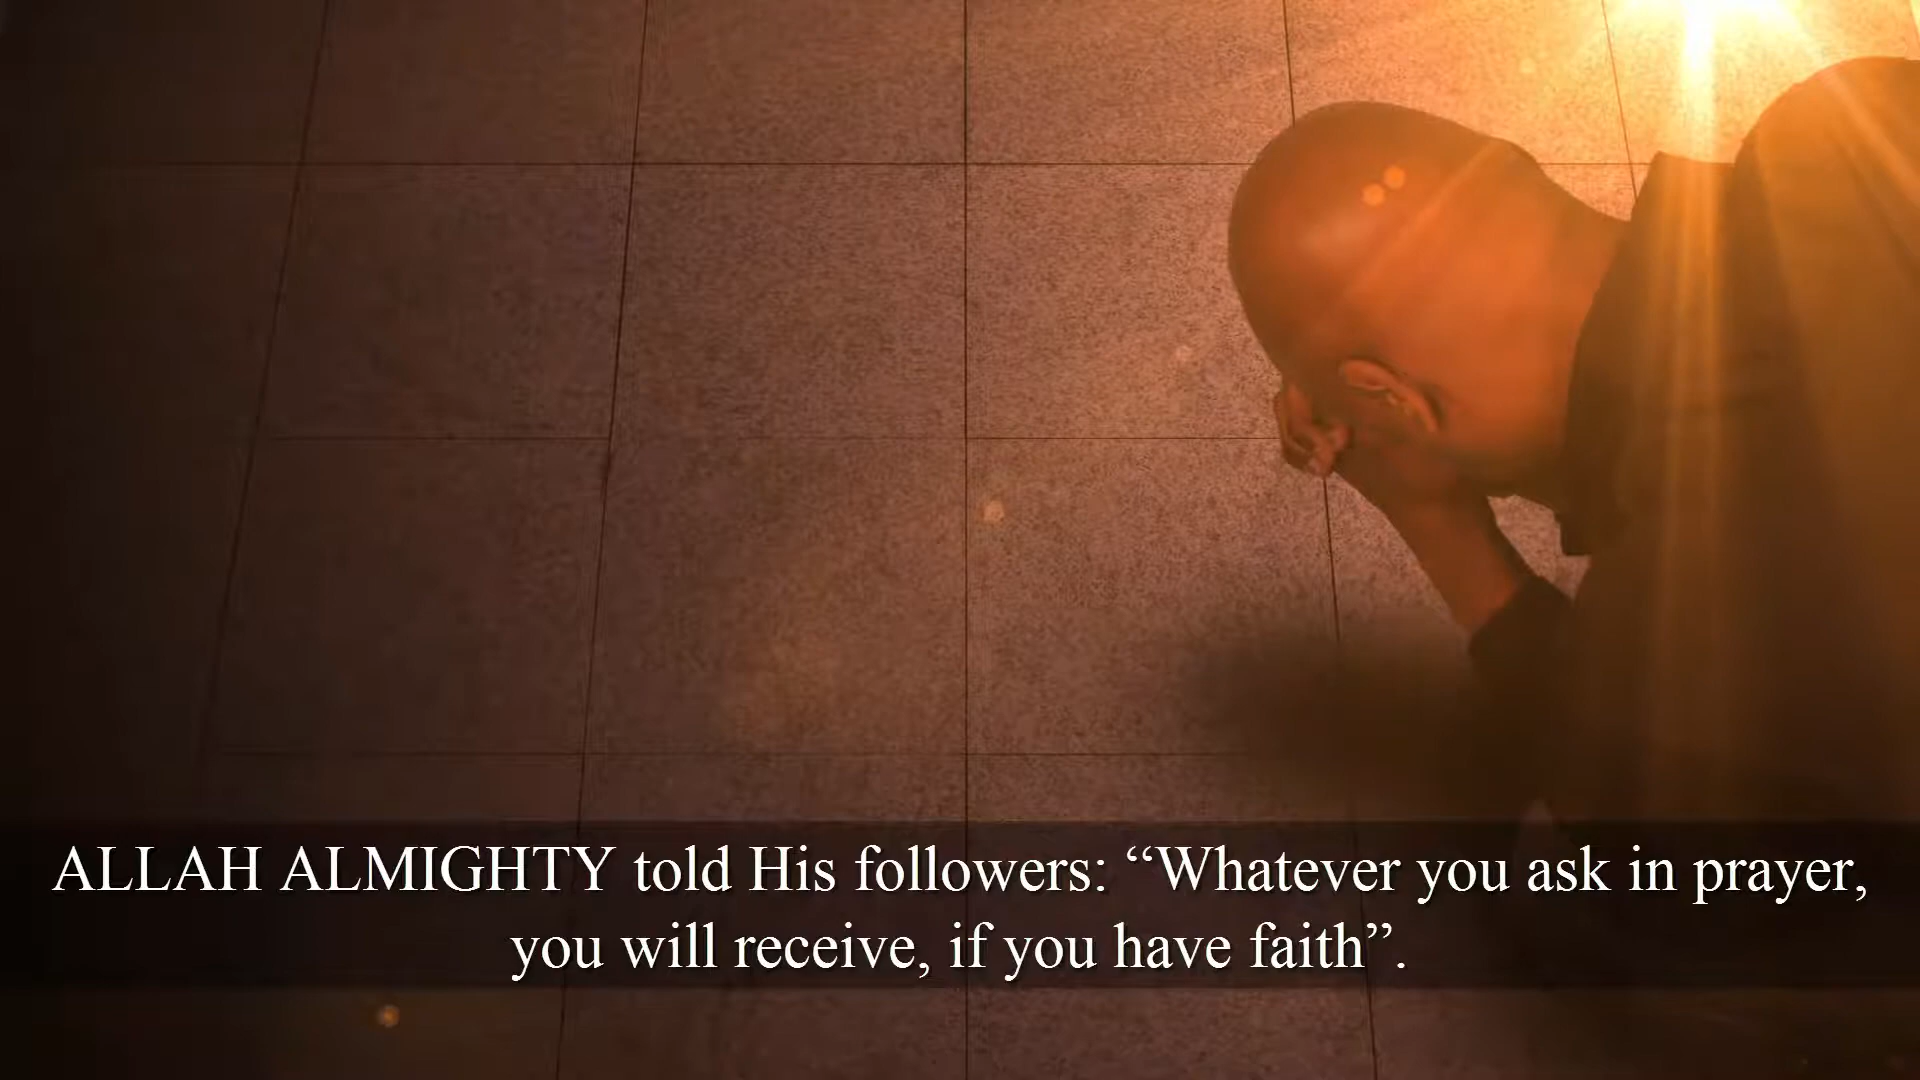 ALLAH ALMIGHTY told His followers: “Whatever you ask in prayer,
you will receive, if you have faith”.